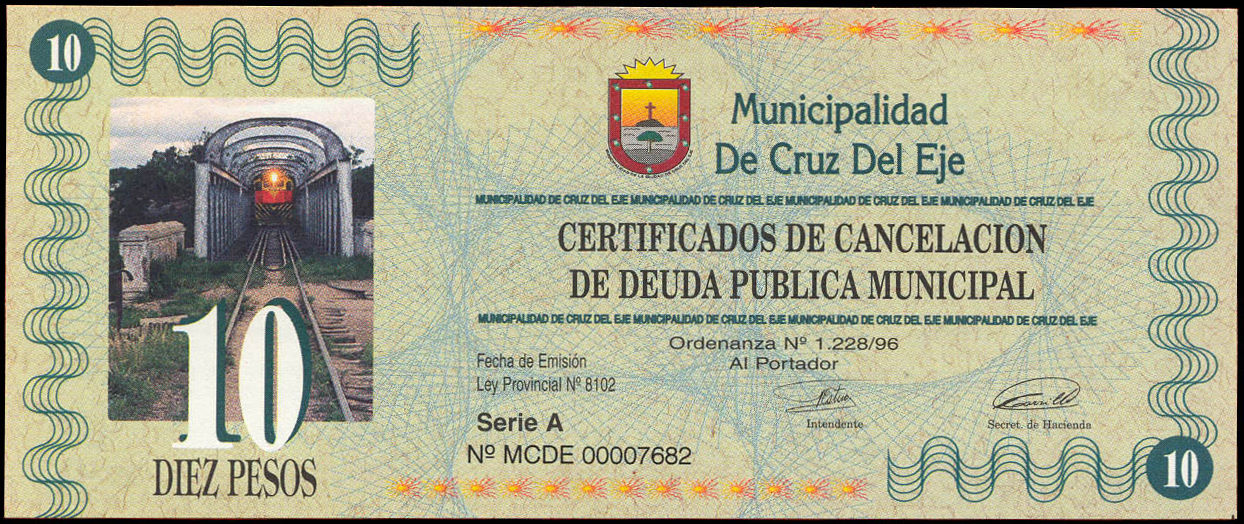 10
Municipalidad
De Cruz Del Eje
MUNICIPALIDAD DE CRUZ DEL EJE MUNICIPALIDAD DE CRUZ DEL EJE MUNICIPALIDAD DE CRUZ DEL EJE MUNICIPALIDAD DE CRUZ DEL EJE
CERTIFICADOS DE CANCELACION
DE DEUDA PUBLICA MUNICIPAL
MUNICIPALIDAD DE CRUZ DEL EJE MUNICIPALIDAD DE CRUZ DEL EJE MUNICIPALIDAD DE CRUZ DEL EJE MUNICIPALIDAD DE CRUZ DEL EJE
Ordenanza Nº 1.228/96
Al Portador
Fecha de Emisión
Ley Provincial Nº 8102
Serie A
Nº MCDE 00007682
Intendente
Secret. de Hacienda
10
DIEZ PESOS
10